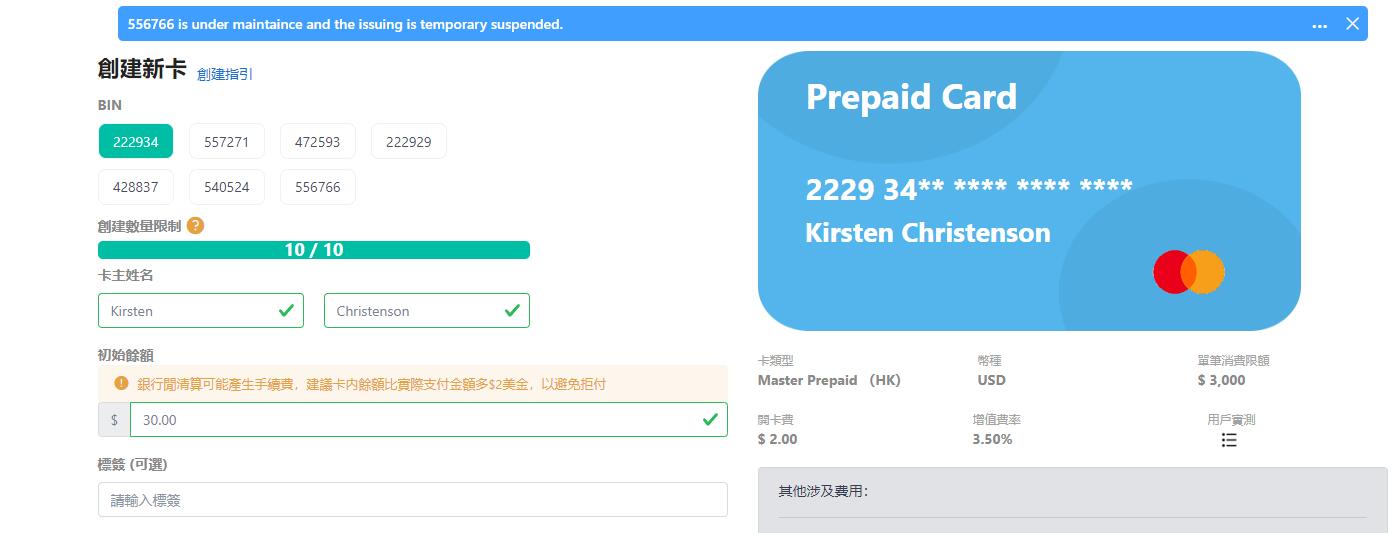 556766 is under maintaince and the issuing is temporary suspended.
創建新卡 創建指引
BIN
222934 557271 472593 222929
428837 540524 556766
創建數量限制 ?
10 / 10
卡主姓名
Kirsten Christenson
初始餘額
銀行間清算可能產生手續費，建議卡內餘額比實際支付金額多$2美金，以避免拒付
$ 30.00
標簽 (可選)
請輸入標簽
Prepaid Card
2229 34** **** **** ****
Kirsten Christenson
卡類型 幣種 單筆消費限額
Master Prepaid （HK） USD $ 3,000
開卡費 增值費率 用戶實測
$ 2.00 3.50%
其他涉及費用：